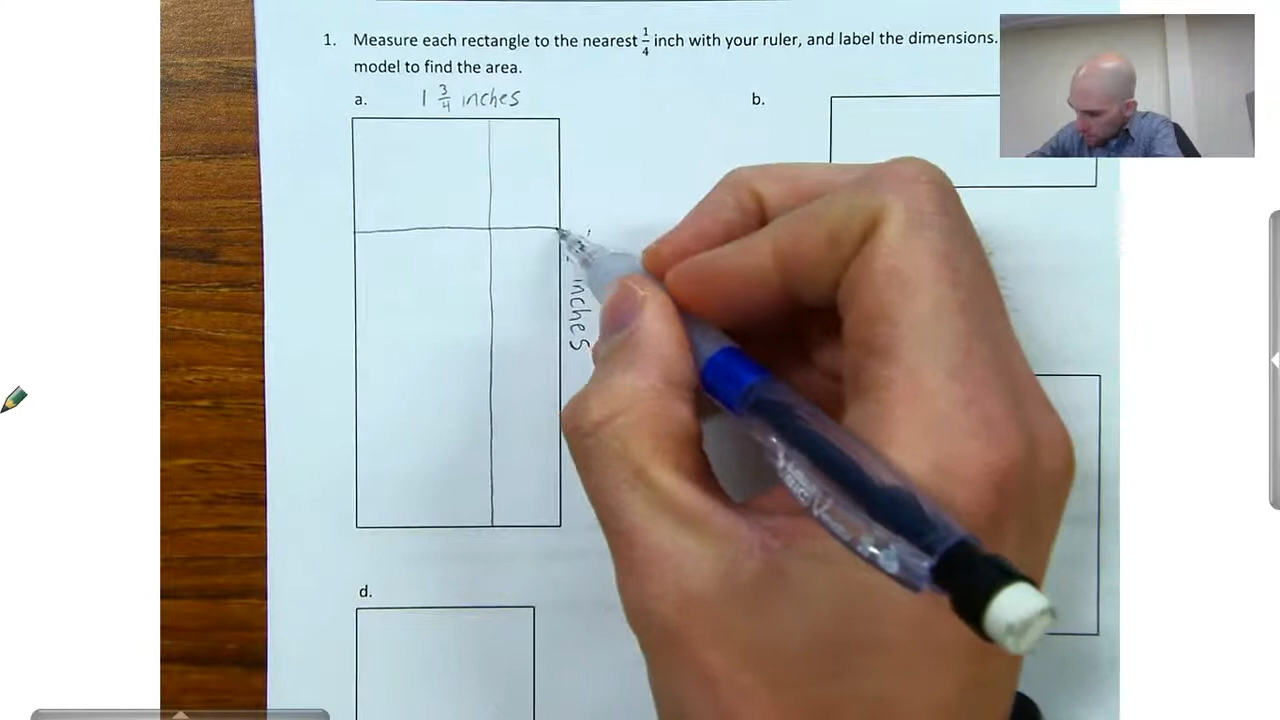 1. Measure each rectangle to the nearest 1/4 inch with your ruler, and label the dimensions.
model to find the area.
a. 1 3/4 inches
b.
inches
d.